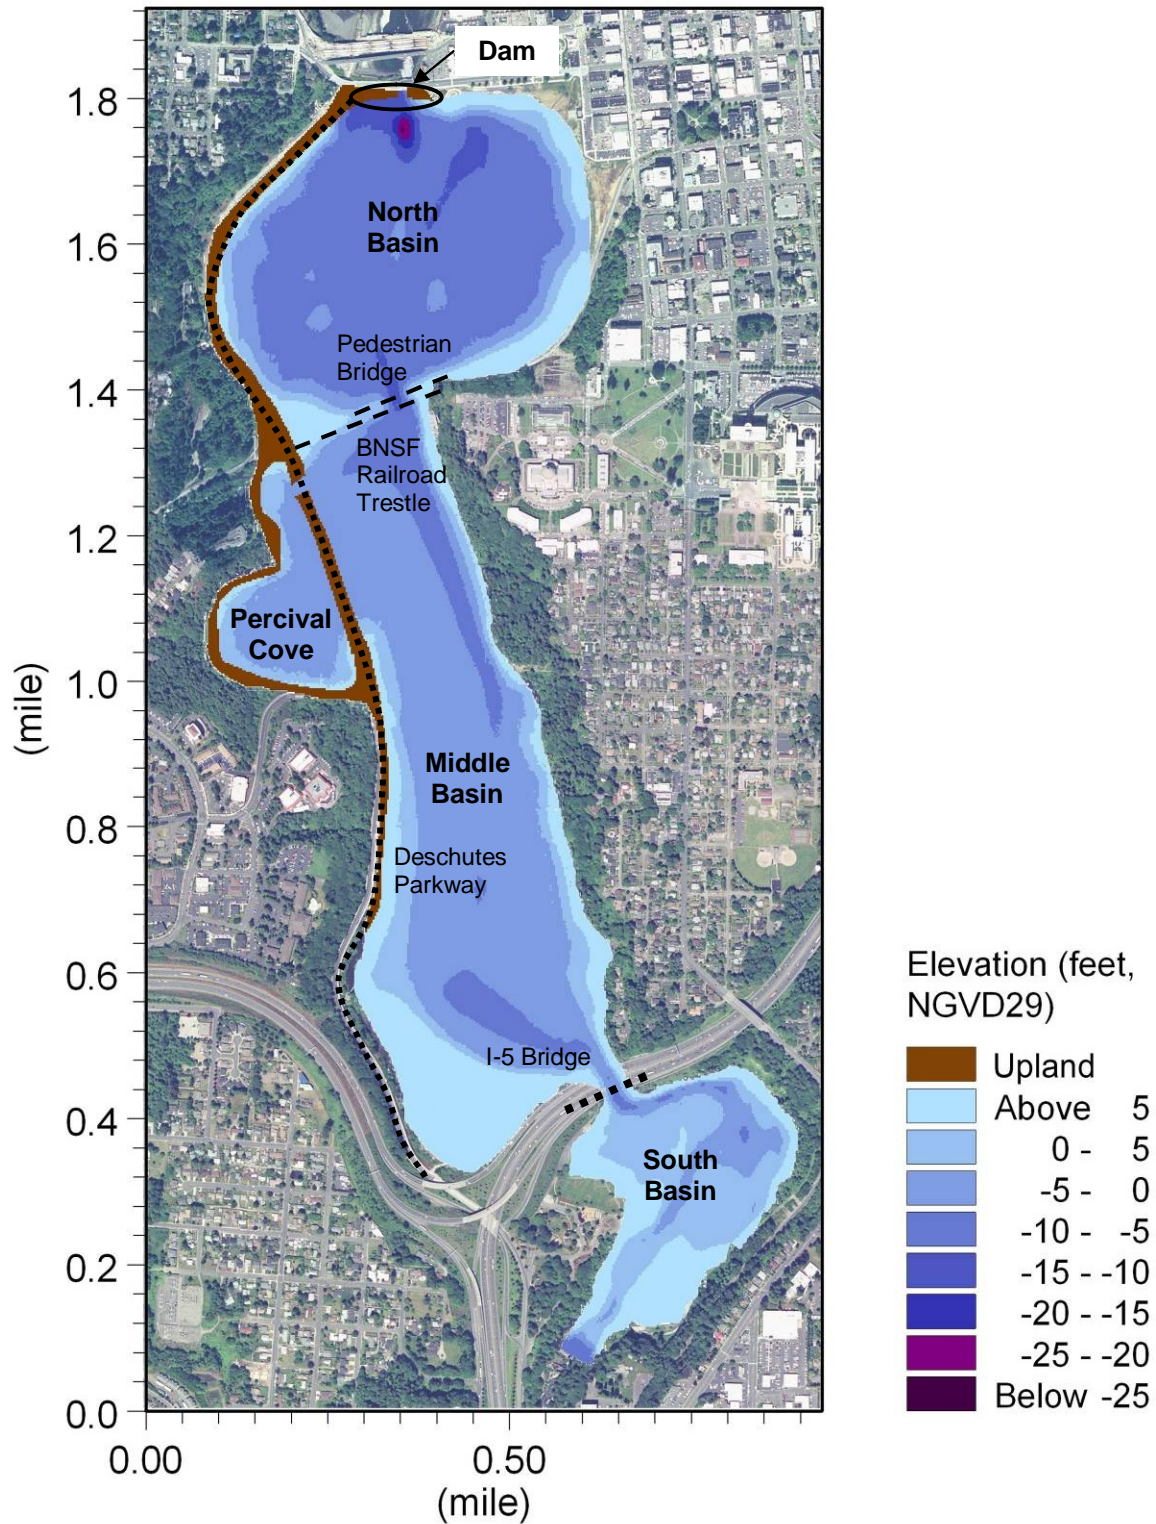 Dam
1.8
North
Basin
1.6
Pedestrian
Bridge
1.4
BNSF
Railroad
Trestle
1.2
Percival
Cove
1.0
(mile)
Middle
Basin
0.8
Deschutes
Parkway
0.6
I-5 Bridge
0.4
South
Basin
0.2
0.0
0.00
0.50
(mile)
Elevation (feet,
NGVD29)
Upland
Above 5
0 - 5
-5 - 0
-10 - -5
-15 - -10
-20 - -15
-25 - -20
Below -25